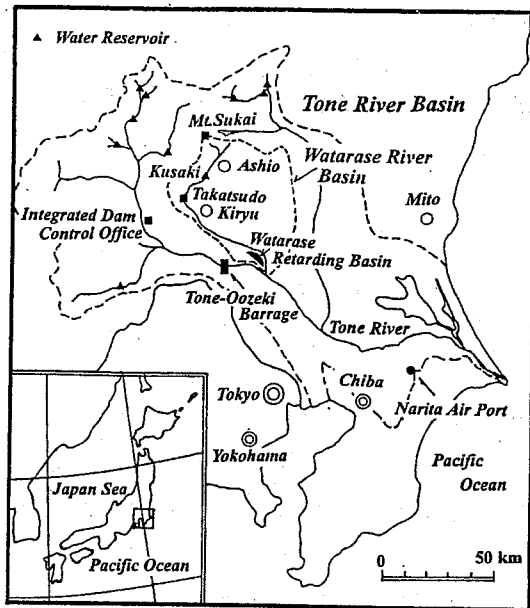 ▲ Water Reservoir
Tone River Basin
Mt.Sukai
Watarase River
Basin
Kusaki
Ashio
Takatsudo
Kiryu
Mito
Integrated Dam
Control Office
Watarase
Retarding Basin
Tone-Oozeki
Barrage
Tone River
Tokyo
Chiba
Narita Air Port
Yokohama
Pacific
Ocean
Japan Sea
Pacific Ocean
0
50 km